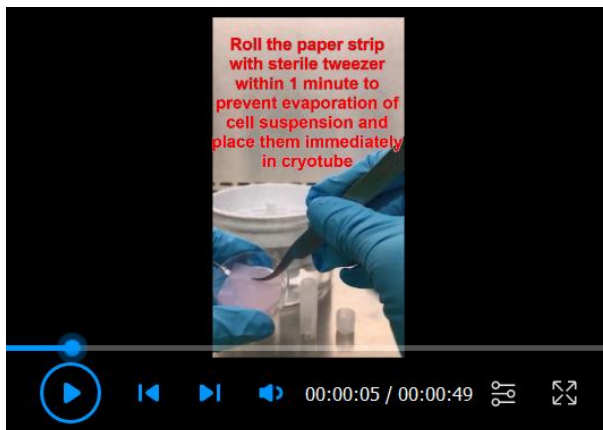 Roll the paper strip
with sterile tweezer
within 1 minute to
prevent evaporation of
cell suspension and
place them immediately
in cryotube
00:00:05 / 00:00:49